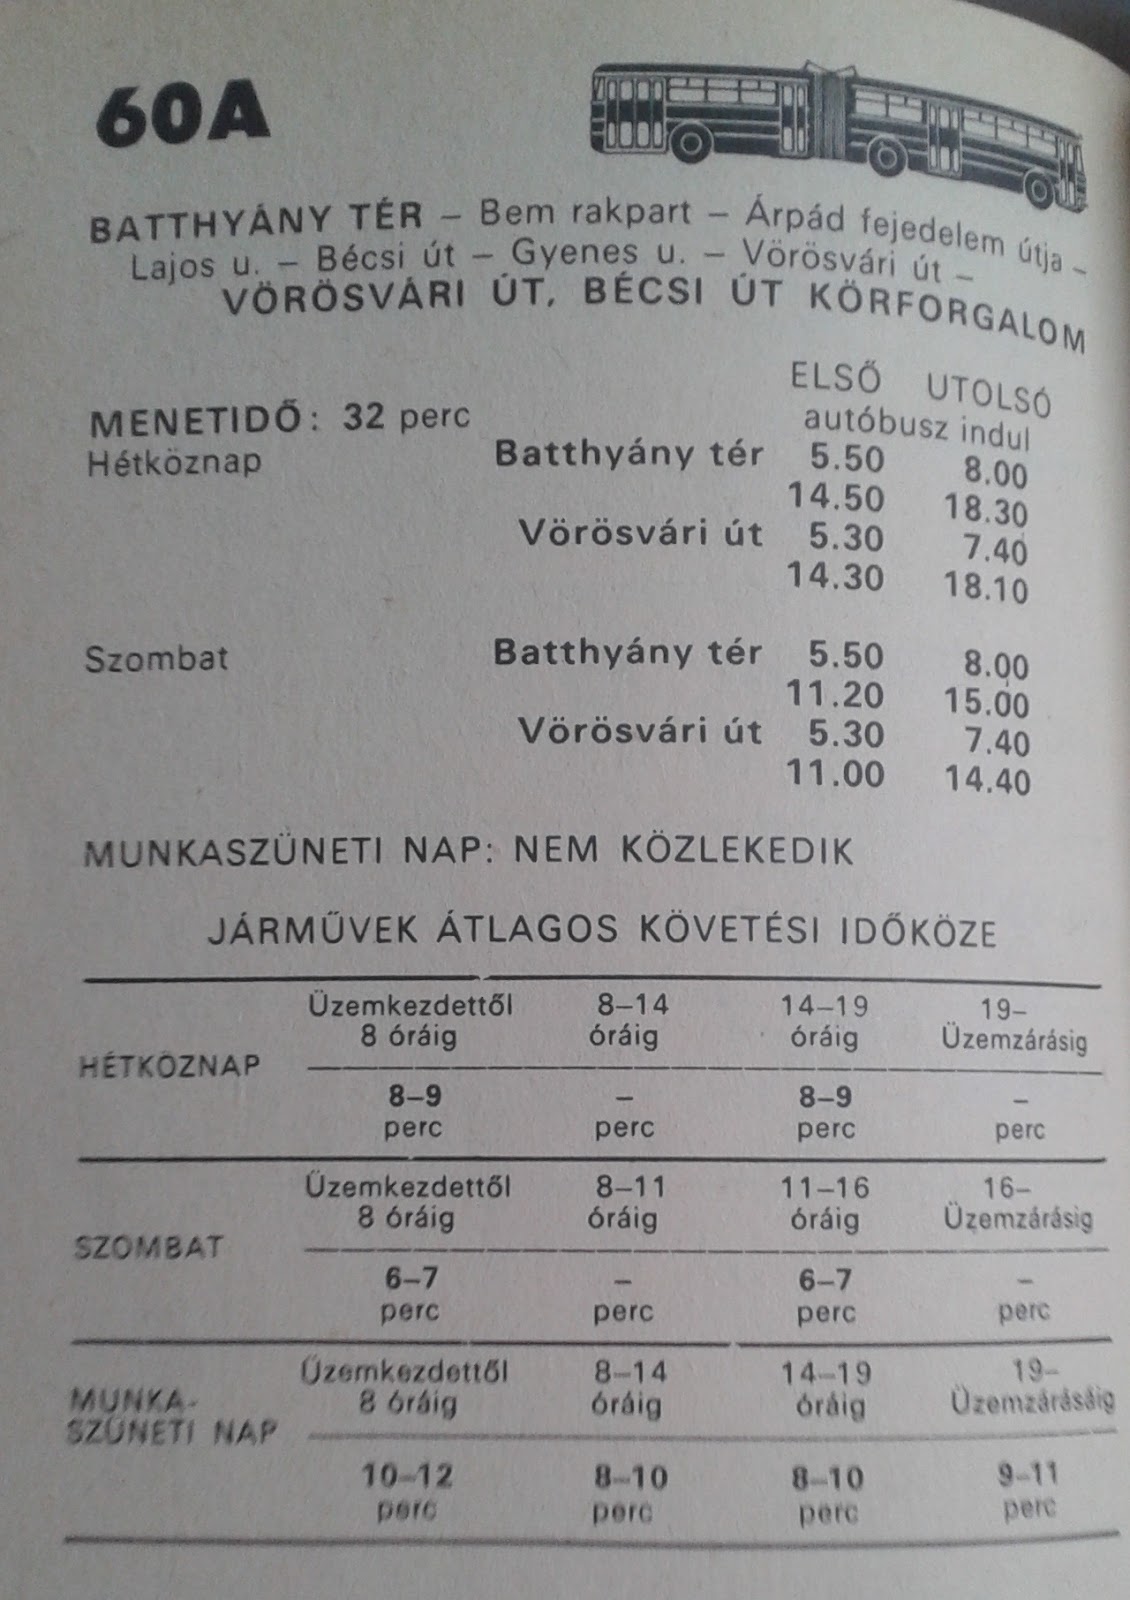 60A
BATTHYÁNY TÉR – Bem rakpart – Árpád fejedelem útja –
Lajos u. – Bécsi út – Gyenes u. – Vörösvári út –
VÖRÖSVÁRI ÚT, BÉCSI ÚT KÖRFORGALOM
ELSŐ UTOLSÓ
MENETIDŐ: 32 perc autóbusz indul
Hétköznap Batthyány tér 5.50 8.00
14.50 18.30
Vörösvári út 5.30 7.40
14.30 18.10
Szombat Batthyány tér 5.50 8.00
11.20 15.00
Vörösvári út 5.30 7.40
11.00 14.40
MUNKASZÜNETI NAP: NEM KÖZLEKEDIK
JÁRMŰVEK ÁTLAGOS KÖVETÉSI IDŐKÖZE
Üzemkezdettől 8–14 14–19 19–
8 óráig óráig óráig Üzemzárásig
HÉTKÖZNAP
8–9 – 8–9 –
perc perc perc perc
Üzemkezdettől 8–11 11–16 16–
8 óráig óráig óráig Üzemzárásig
SZOMBAT
6–7 – 6–7 –
perc perc perc perc
Üzemkezdettől 8–14 14–19 19–
8 óráig óráig óráig Üzemzárásáig
MUNKA-
SZÜNETI NAP
10–12 8–10 8–10 9–11
perc perc perc perc